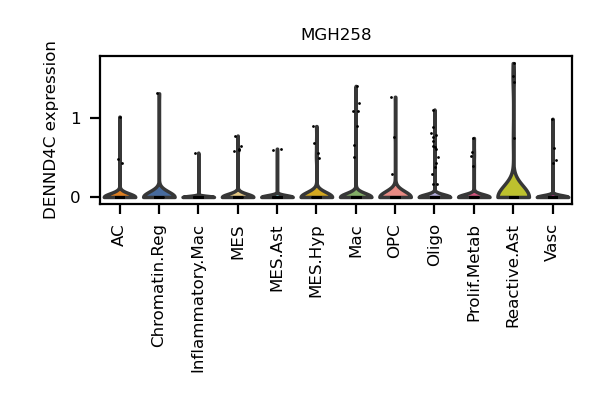 MGH258
DENND4C expression
1
0
AC
Chromatin.Reg
Inflammatory.Mac
MES
MES.Ast
MES.Hyp
Mac
OPC
Oligo
Prolif.Metab
Reactive.Ast
Vasc